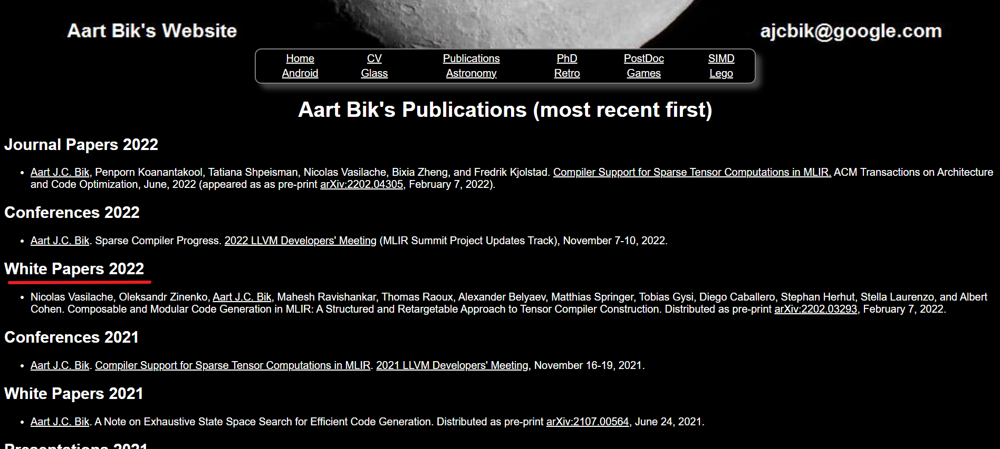 Aart Bik's Website
ajcbik@google.com
Home CV Publications PhD PostDoc SIMD
Android Glass Astronomy Retro Games Lego
Aart Bik's Publications (most recent first)
Journal Papers 2022
• Aart J.C. Bik, Penporn Koanantakool, Tatiana Shpeisman, Nicolas Vasilache, Bixia Zheng, and Fredrik Kjolstad. Compiler Support for Sparse Tensor Computations in MLIR. ACM Transactions on Architecture
and Code Optimization, June, 2022 (appeared as as pre-print arXiv:2202.04305, February 7, 2022).
Conferences 2022
• Aart J.C. Bik. Sparse Compiler Progress. 2022 LLVM Developers' Meeting (MLIR Summit Project Updates Track), November 7-10, 2022.
White Papers 2022
• Nicolas Vasilache, Oleksandr Zinenko, Aart J.C. Bik, Mahesh Ravishankar, Thomas Raoux, Alexander Belyaev, Matthias Springer, Tobias Gysi, Diego Caballero, Stephan Herhut, Stella Laurenzo, and Albert
Cohen. Composable and Modular Code Generation in MLIR: A Structured and Retargetable Approach to Tensor Compiler Construction. Distributed as pre-print arXiv:2202.03293, February 7, 2022.
Conferences 2021
• Aart J.C. Bik. Compiler Support for Sparse Tensor Computations in MLIR. 2021 LLVM Developers' Meeting, November 16-19, 2021.
White Papers 2021
• Aart J.C. Bik. A Note on Exhaustive State Space Search for Efficient Code Generation. Distributed as pre-print arXiv:2107.00564, June 24, 2021.
Presentations 2021